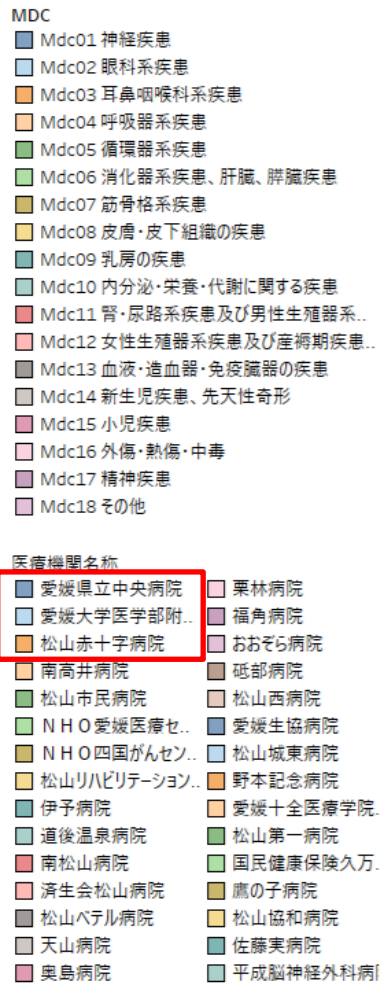 MDC
Mdc01 神経疾患
Mdc02 眼科系疾患
Mdc03 耳鼻咽喉科系疾患
Mdc04 呼吸器系疾患
Mdc05 循環器系疾患
Mdc06 消化器系疾患、肝臓、膵臓疾患
Mdc07 筋骨格系疾患
Mdc08 皮膚・皮下組織の疾患
Mdc09 乳房の疾患
Mdc10 内分泌・栄養・代謝に関する疾患
Mdc11 腎・尿路系疾患及び男性生殖器系..
Mdc12 女性生殖器系疾患及び産褥期疾患..
Mdc13 血液・造血器・免疫臓器の疾患
Mdc14 新生児疾患、先天性奇形
Mdc15 小児疾患
Mdc16 外傷・熱傷・中毒
Mdc17 精神疾患
Mdc18 その他
医療機関名称
愛媛県立中央病院
愛媛大学医学部附..
松山赤十字病院
南高井病院
松山市民病院
ＮＨＯ愛媛医療セ..
ＮＨＯ四国がんセン..
松山リハビリテーション..
伊予病院
道後温泉病院
南松山病院
済生会松山病院
松山ベテル病院
天山病院
奥島病院
栗林病院
福角病院
おおぞら病院
砥部病院
松山西病院
愛媛生協病院
松山城東病院
野本記念病院
愛媛十全医療学院..
松山第一病院
国民健康保険久万..
鷹の子病院
松山協和病院
佐藤実病院
平成脳神経外科病